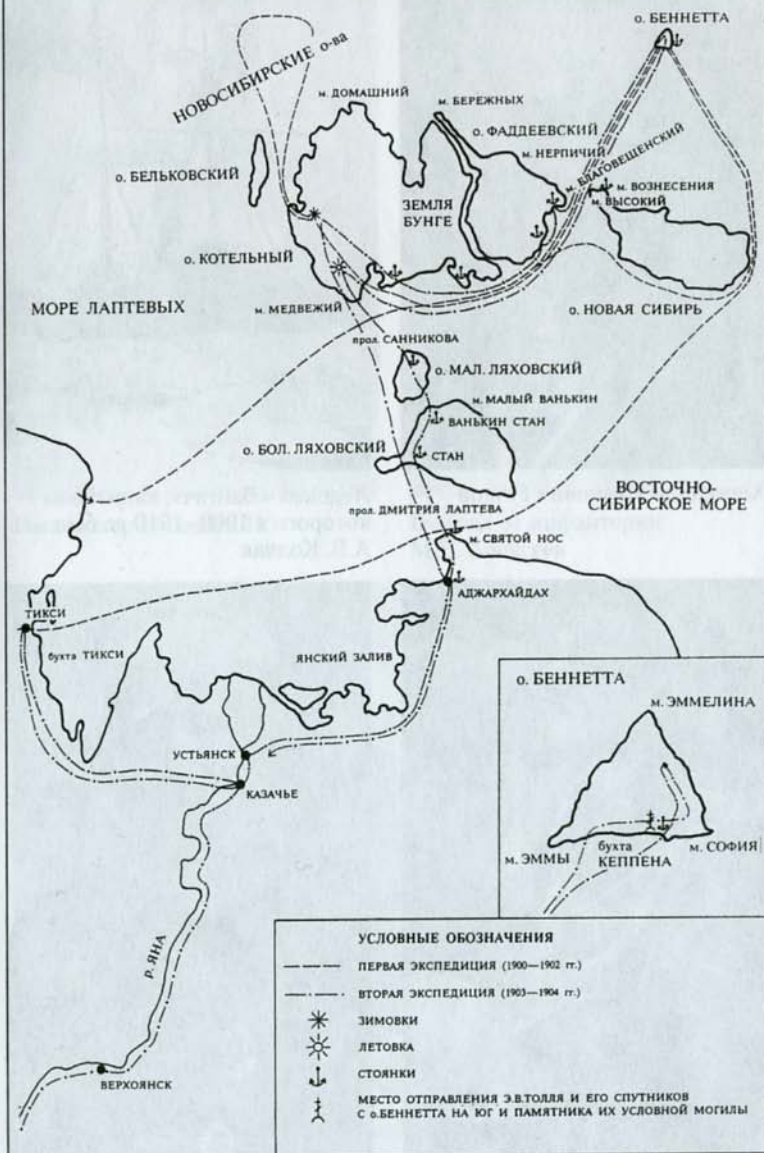 о. БЕННЕТТА
НОВОСИБИРСКИЕ о-ва
м. ДОМАШНИЙ
м. БЕРЕЖНЫХ
о. ФАДДЕЕВСКИЙ
м. НЕРПИЧИЙ
м. БЛАГОВЕЩЕНСКИЙ
о. БЕЛЬКОВСКИЙ
ЗЕМЛЯ
БУНГЕ
м. ВОЗНЕСЕНИЯ
м. ВЫСОКИЙ
о. КОТЕЛЬНЫЙ
МОРЕ ЛАПТЕВЫХ
м. МЕДВЕЖИЙ
о. НОВАЯ СИБИРЬ
прол. САННИКОВА
о. МАЛ. ЛЯХОВСКИЙ
м. МАЛЫЙ ВАНЬКИН
ВАНЬКИН СТАН
о. БОЛ. ЛЯХОВСКИЙ
СТАН
ВОСТОЧНО-
СИБИРСКОЕ МОРЕ
прол. ДМИТРИЯ ЛАПТЕВА
м. СВЯТОЙ НОС
АДЖАРХАЙДАХ
ТИКСИ
бухта ТИКСИ
ЯНСКИЙ ЗАЛИВ
УСТЬЯНСК
КАЗАЧЬЕ
р. ЯНА
ВЕРХОЯНСК
о. БЕННЕТТА
м. ЭММЕЛИНА
м. ЭММЫ
бухта
КЕППЕНА
м. СОФИЯ
УСЛОВНЫЕ ОБОЗНАЧЕНИЯ
ПЕРВАЯ ЭКСПЕДИЦИЯ (1900—1902 гг.)
ВТОРАЯ ЭКСПЕДИЦИЯ (1903—1904 гг.)
ЗИМОВКИ
ЛЕТОВКА
СТОЯНКИ
МЕСТО ОТПРАВЛЕНИЯ Э.В.ТОЛЛЯ И ЕГО СПУТНИКОВ
С о.БЕННЕТТА НА ЮГ И ПАМЯТНИКА ИХ УСЛОВНОЙ МОГИЛЫ